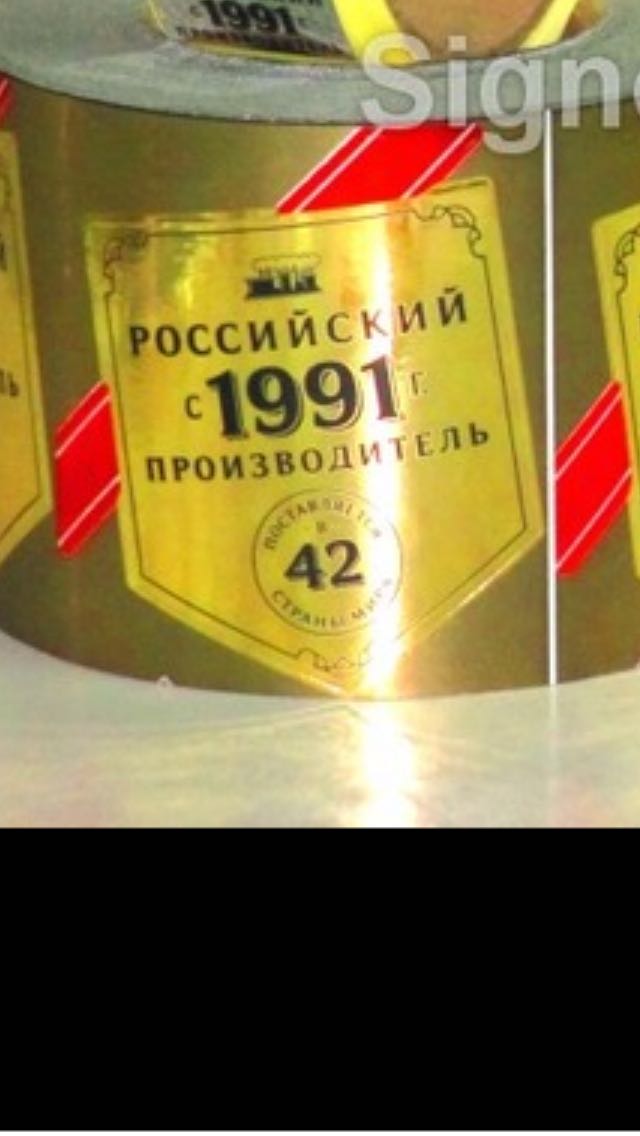 1991
Signe
РОССИЙСКИЙ
С 1991 Г.
ПРОИЗВОДИТЕЛЬ
ПОСТАВЛЯЕТСЯ
В
42
СТРАНЫ МИРА